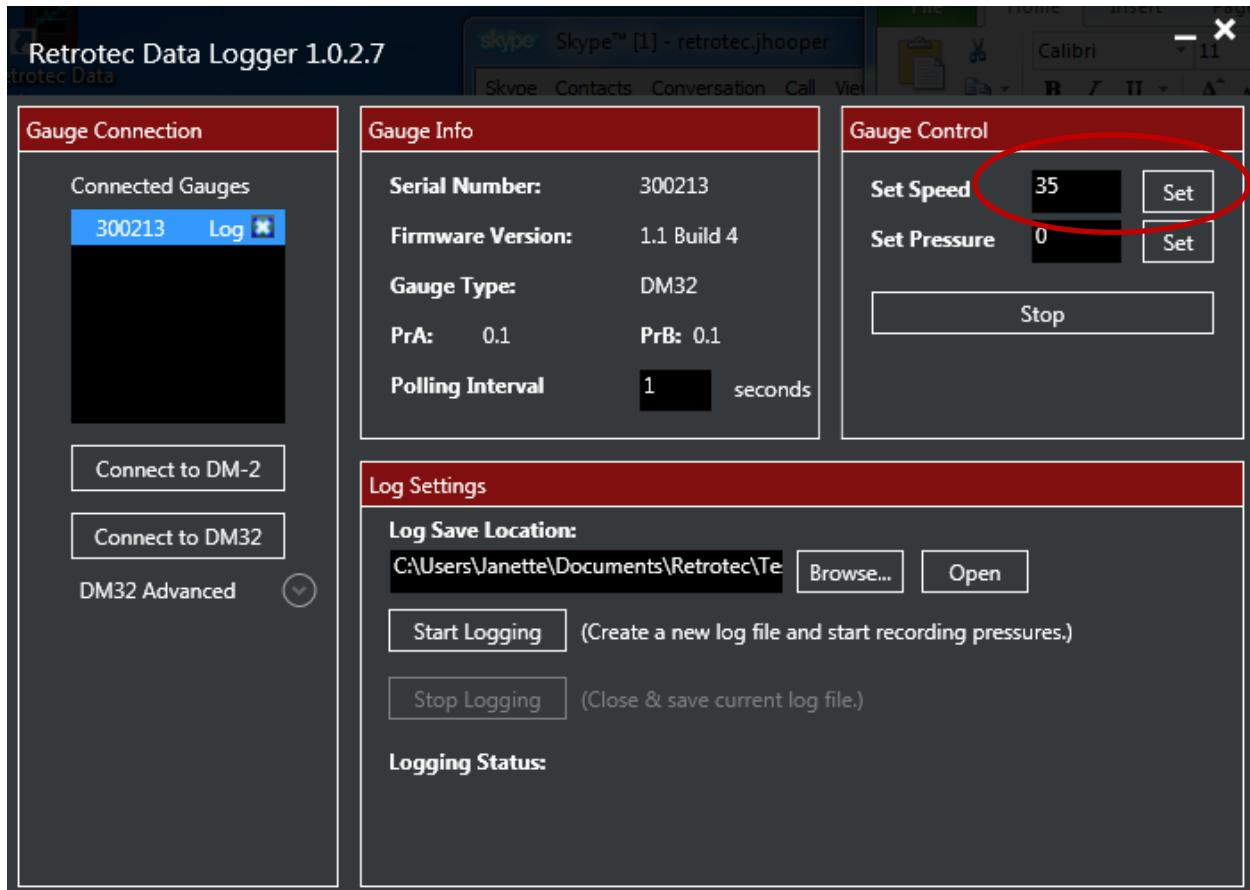 Retrotec Data Logger 1.0.2.7
skype Skype™ [1] - retrotec.jhooper
Skype Contacts Conversation Call
File Home Insert
Calibri 11
B I U A
etrotec Data
Gauge Connection
Connected Gauges
300213 Log
Connect to DM-2
Connect to DM32
DM32 Advanced
Gauge Info
Serial Number: 300213
Firmware Version: 1.1 Build 4
Gauge Type: DM32
PrA: 0.1 PrB: 0.1
Polling Interval 1 seconds
Gauge Control
Set Speed 35 Set
Set Pressure 0 Set
Stop
Log Settings
Log Save Location:
C:\Users\Janette\Documents\Retrotec\Te Browse... Open
Start Logging (Create a new log file and start recording pressures.)
Stop Logging (Close & save current log file.)
Logging Status: